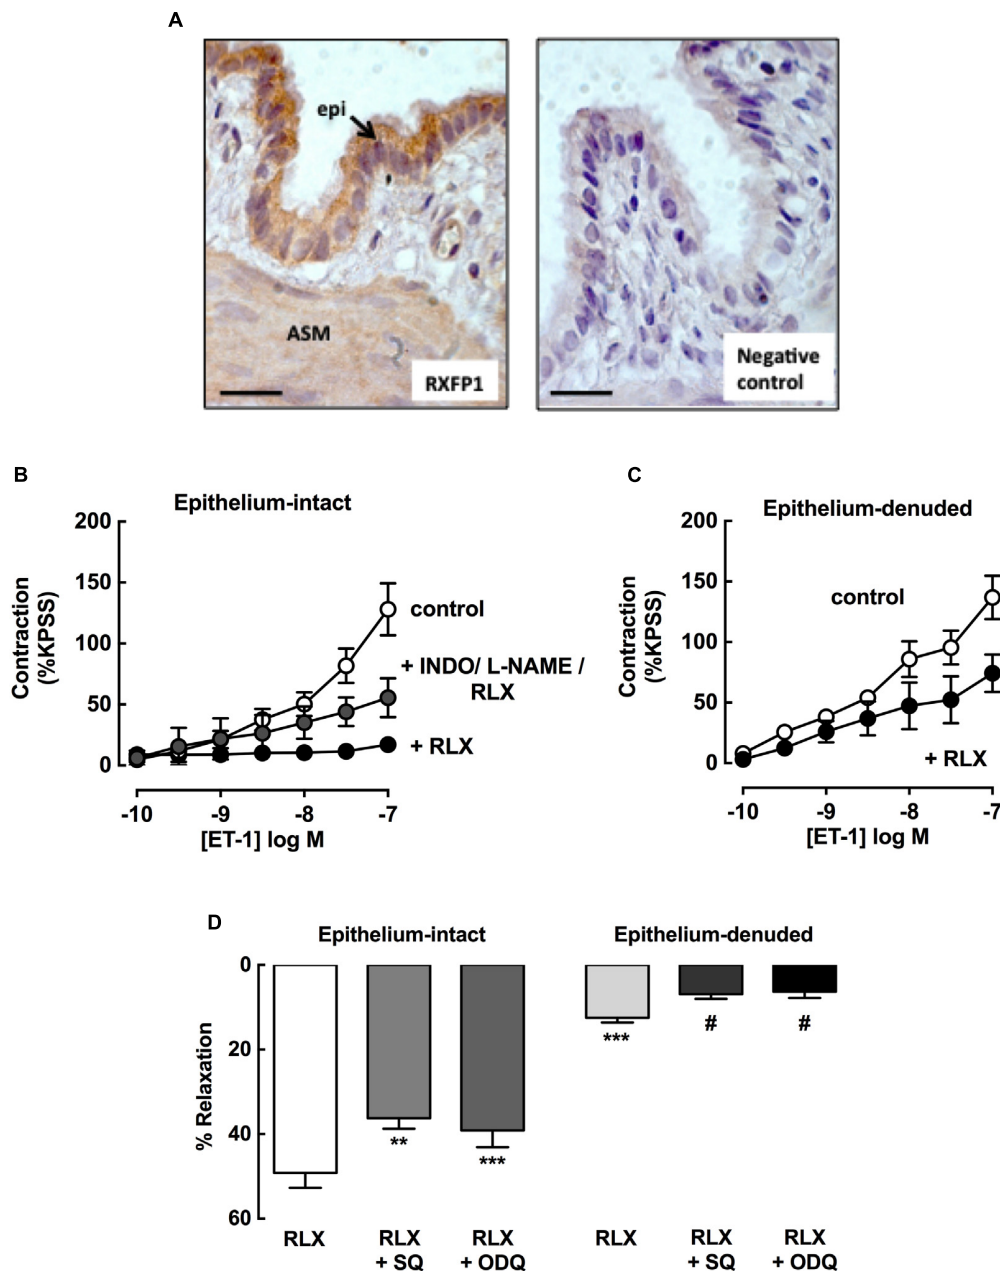 A
epi
ASM
RXFP1
Negative
control
B
Epithelium-intact
200
150
100
50
0
Contraction
(%KPSS)
control
+ INDO/ L-NAME /
RLX
+ RLX
-10
-9
-8
-7
[ET-1] log M
C
Epithelium-denuded
200
150
100
50
0
Contraction
(%KPSS)
control
+ RLX
-10
-9
-8
-7
[ET-1] log M
D
Epithelium-intact
Epithelium-denuded
0
20
40
60
% Relaxation
**
***
***
#
#
RLX
RLX
+ SQ
RLX
+ ODQ
RLX
RLX
+ SQ
RLX
+ ODQ